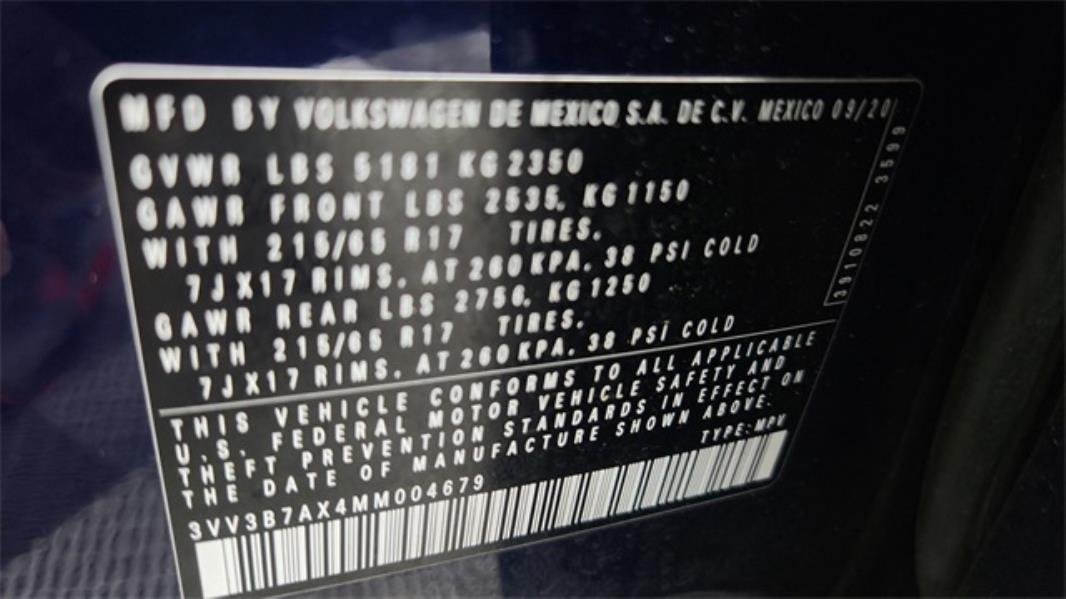 MFD BY VOLKSWAGEN DE MEXICO S.A. DE C.V. MEXICO 09/20
GVWR LBS 5181 KG 2350
GAWR FRONT LBS 2535, KG 1150
WITH 215/65 R17 TIRES,
7JX17 RIMS, AT 260 KPA, 38 PSI COLD
GAWR REAR LBS 2756, KG 1250
WITH 215/65 R17 TIRES,
7JX17 RIMS, AT 260 KPA, 38 PSI COLD
THIS VEHICLE CONFORMS TO ALL APPLICABLE
U.S. FEDERAL MOTOR VEHICLE SAFETY AND
THEFT PREVENTION STANDARDS IN EFFECT ON
THE DATE OF MANUFACTURE SHOWN ABOVE.
TYPE: MPV
3VV3B7AX4MM004679
3910822 3599